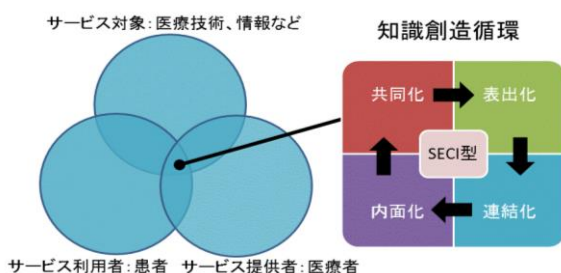 サービス対象：医療技術、情報など
知識創造循環
共同化
表出化
SECI型
内面化
連結化
サービス利用者：患者
サービス提供者：医療者